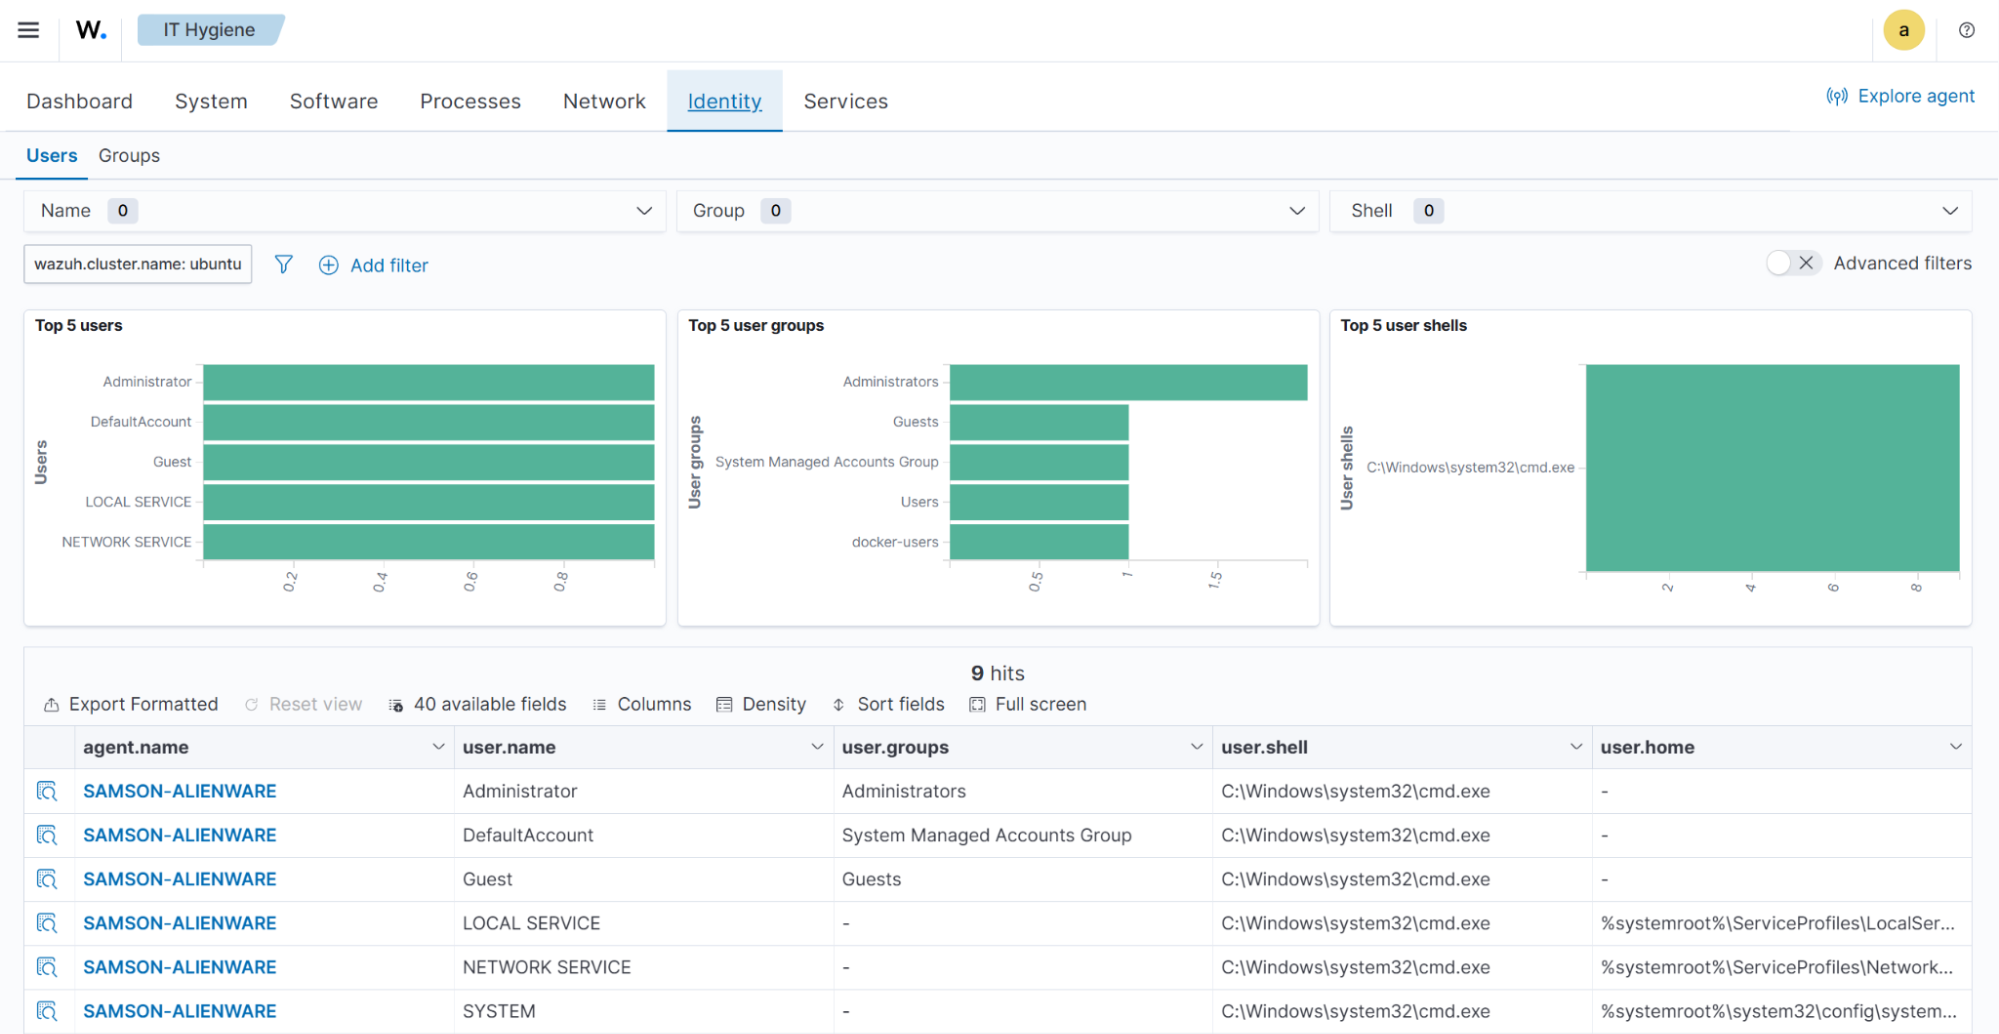 W. IT Hygiene a
Dashboard System Software Processes Network Identity Services Explore agent
Users Groups
Name 0 Group 0 Shell 0
wazuh.cluster.name: ubuntu Add filter Advanced filters
Top 5 users
Users
Administrator
DefaultAccount
Guest
LOCAL SERVICE
NETWORK SERVICE
0.2 0.4 0.6 0.8
Top 5 user groups
User groups
Administrators
Guests
System Managed Accounts Group
Users
docker-users
0.5 1 1.5
Top 5 user shells
User shells
C:\Windows\system32\cmd.exe
2 4 6 8
9 hits
Export Formatted Reset view 40 available fields Columns Density Sort fields Full screen
agent.name user.name user.groups user.shell user.home
SAMSON-ALIENWARE Administrator Administrators C:\Windows\system32\cmd.exe -
SAMSON-ALIENWARE DefaultAccount System Managed Accounts Group C:\Windows\system32\cmd.exe -
SAMSON-ALIENWARE Guest Guests C:\Windows\system32\cmd.exe -
SAMSON-ALIENWARE LOCAL SERVICE - C:\Windows\system32\cmd.exe %systemroot%\ServiceProfiles\LocalSer...
SAMSON-ALIENWARE NETWORK SERVICE - C:\Windows\system32\cmd.exe %systemroot%\ServiceProfiles\Network...
SAMSON-ALIENWARE SYSTEM - C:\Windows\system32\cmd.exe %systemroot%\system32\config\system...